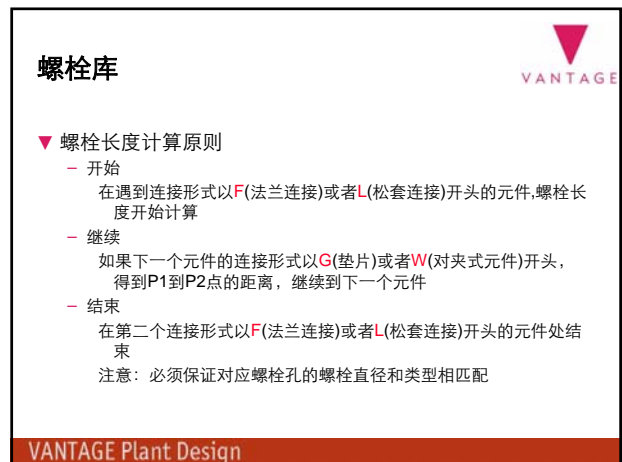 螺栓库
VANTAGE
▼ 螺栓长度计算原则
– 开始
在遇到连接形式以F(法兰连接)或者L(松套连接)开头的元件,螺栓长
度开始计算
– 继续
如果下一个元件的连接形式以G(垫片)或者W(对夹式元件)开头，
得到P1到P2点的距离，继续到下一个元件
– 结束
在第二个连接形式以F(法兰连接)或者L(松套连接)开头的元件处结
束
注意：必须保证对应螺栓孔的螺栓直径和类型相匹配
VANTAGE Plant Design